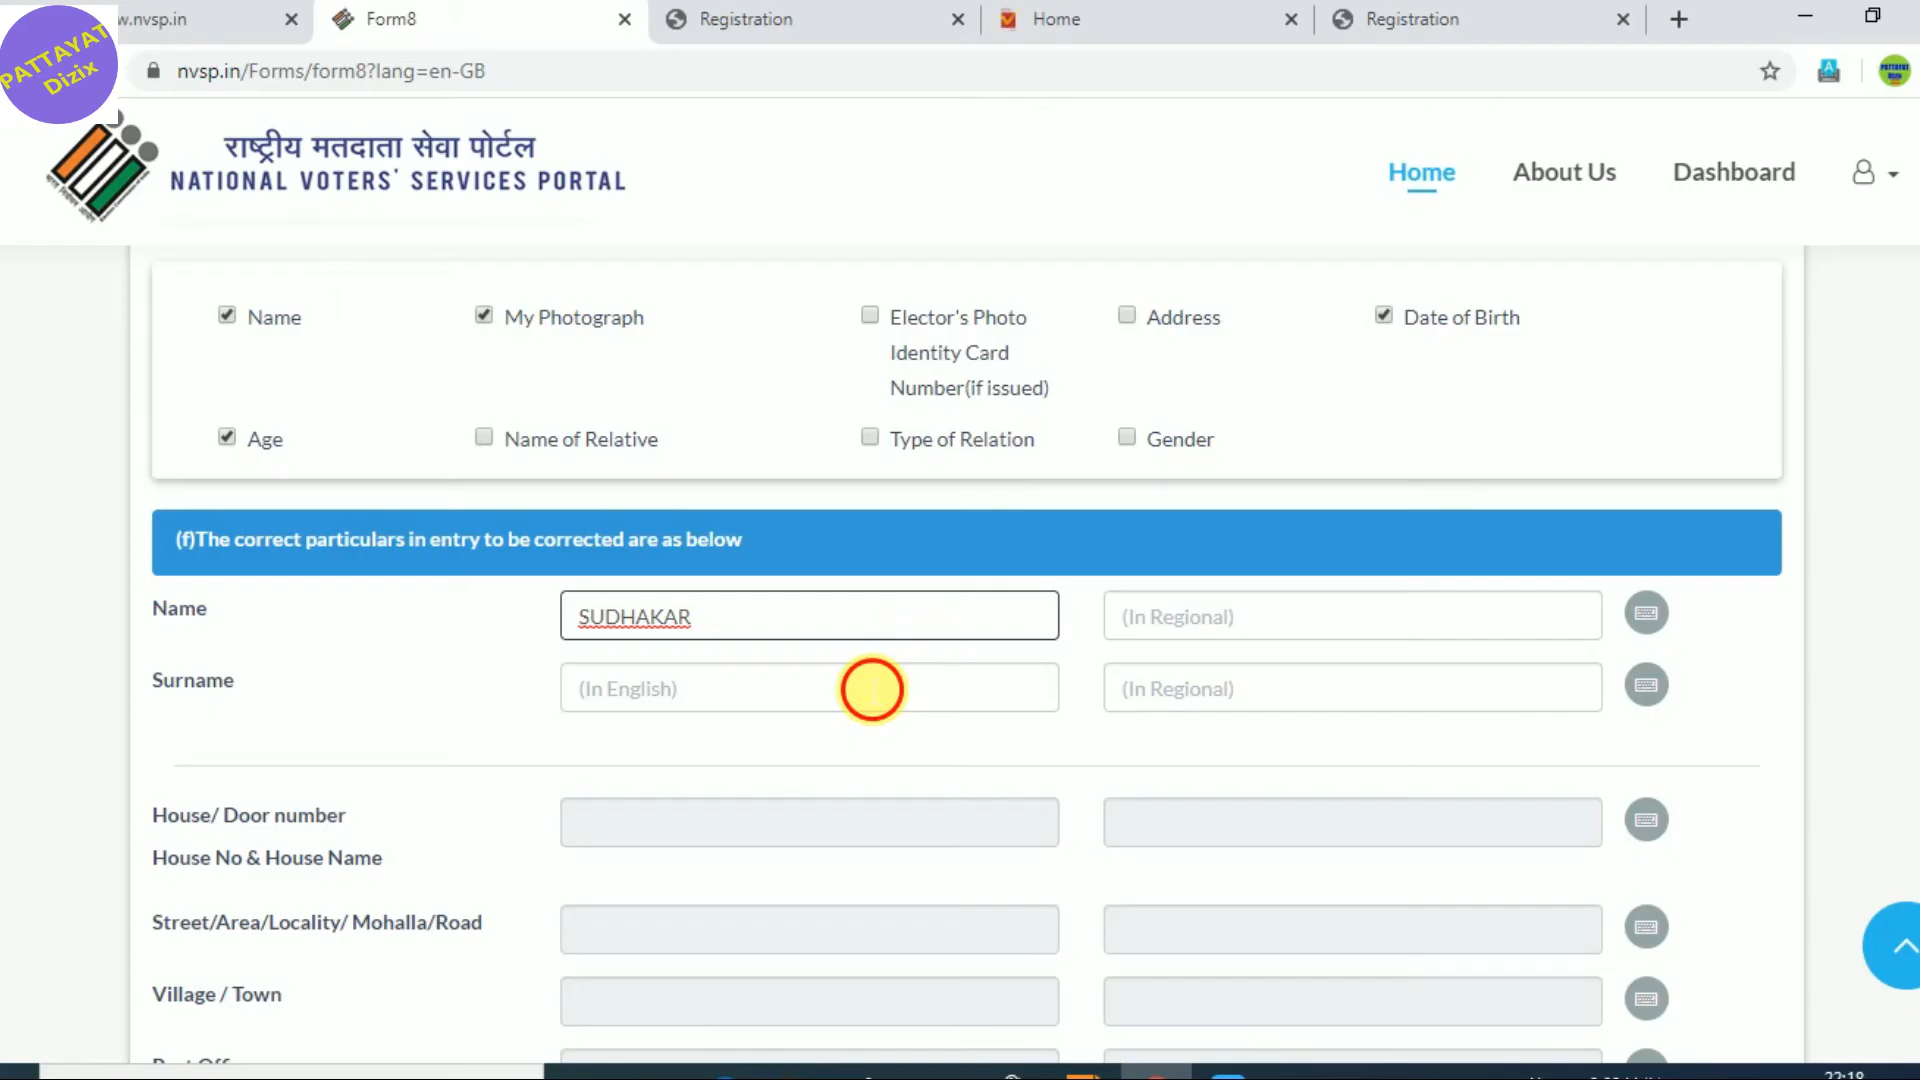 w.nvsp.in
Form8
Registration
Home
Registration
PATTAYAT
Dizix
nvsp.in/Forms/form8?lang=en-GB
राष्ट्रीय मतदाता सेवा पोर्टल
NATIONAL VOTERS' SERVICES PORTAL
Home
About Us
Dashboard
Name
My Photograph
Elector's Photo
Identity Card
Number(if issued)
Address
Date of Birth
Age
Name of Relative
Type of Relation
Gender
(f)The correct particulars in entry to be corrected are as below
Name
SUDHAKAR
(In Regional)
Surname
(In English)
(In Regional)
House/ Door number
House No & House Name
Street/Area/Locality/ Mohalla/Road
Village / Town
22:18